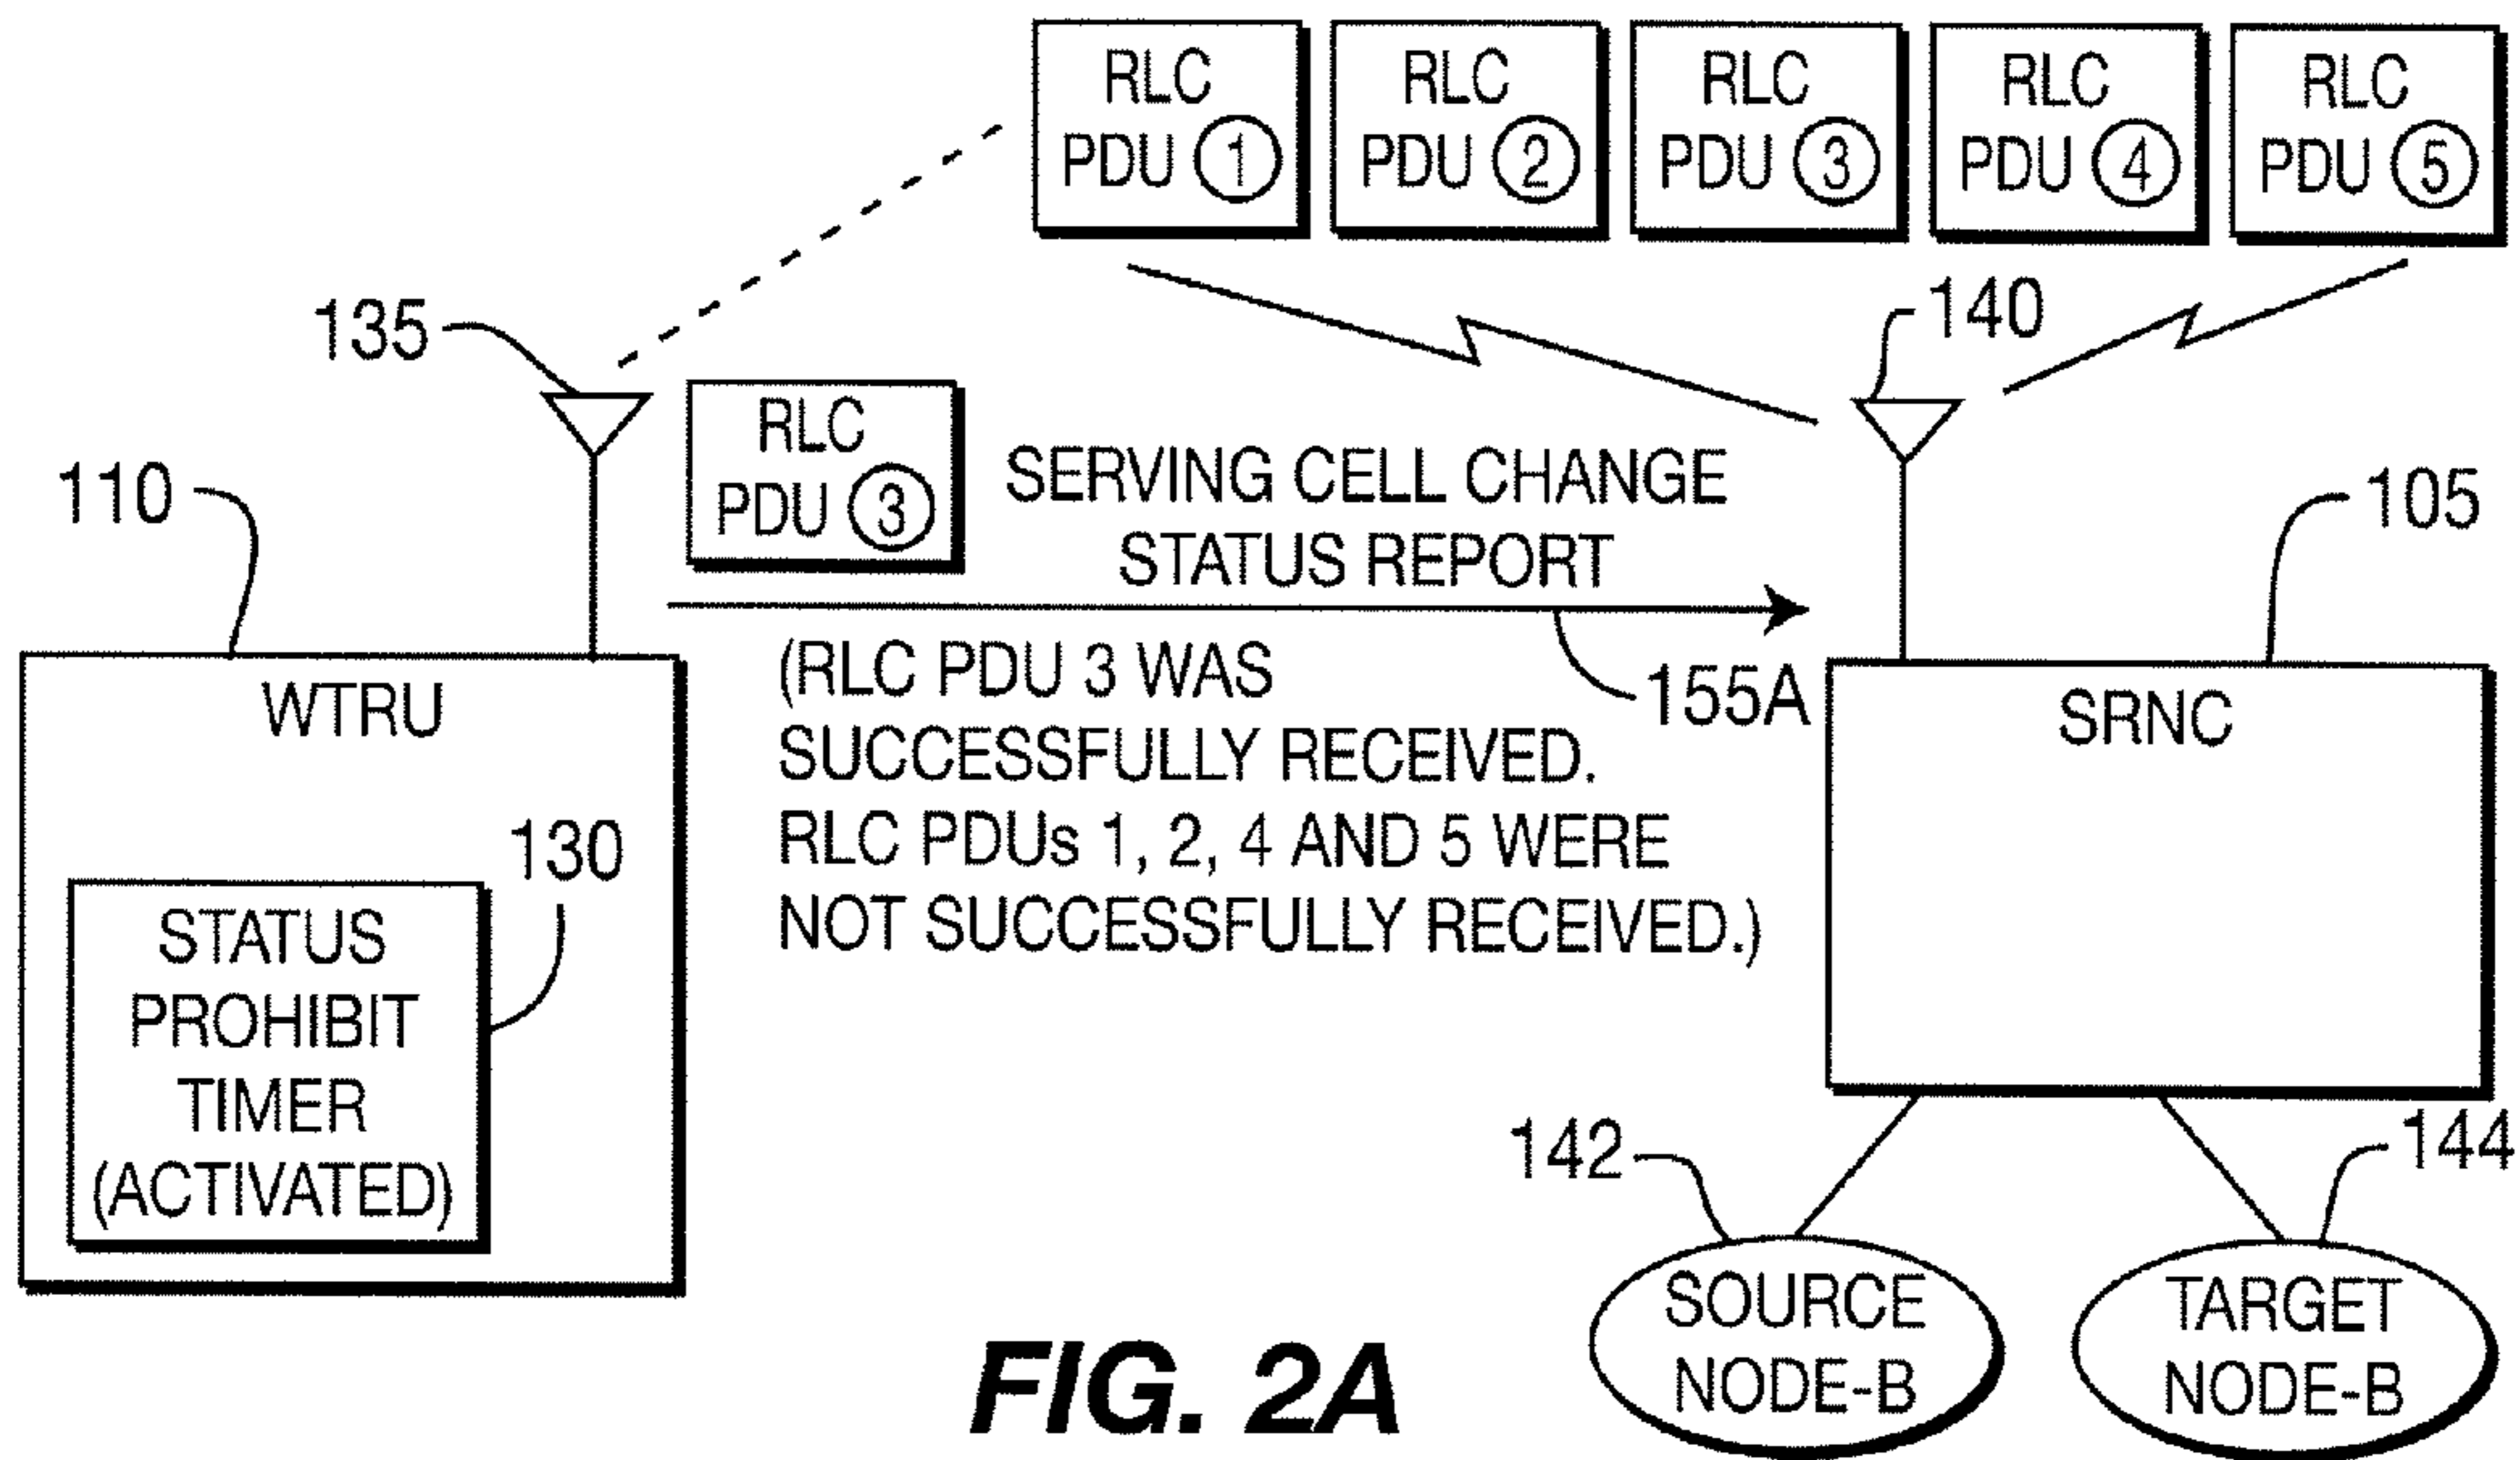 RLC
PDU 1
RLC
PDU 2
RLC
PDU 3
RLC
PDU 4
RLC
PDU 5
135
140
RLC
PDU 3
110
SERVING CELL CHANGE
STATUS REPORT
105
155A
(RLC PDU 3 WAS
SUCCESSFULLY RECEIVED.
RLC PDUs 1, 2, 4 AND 5 WERE
NOT SUCCESSFULLY RECEIVED.)
WTRU
130
STATUS
PROHIBIT
TIMER
(ACTIVATED)
SRNC
142
144
SOURCE
NODE-B
TARGET
NODE-B
FIG. 2A